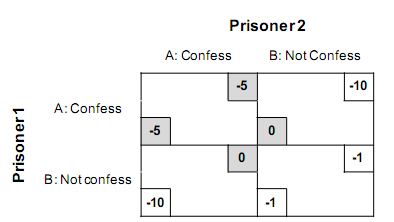 Prisoner 2
A: Confess B: Not Confess
-5 -10
A: Confess
-5 0
0 -1
B: Not confess
-10 -1
Prisoner 1